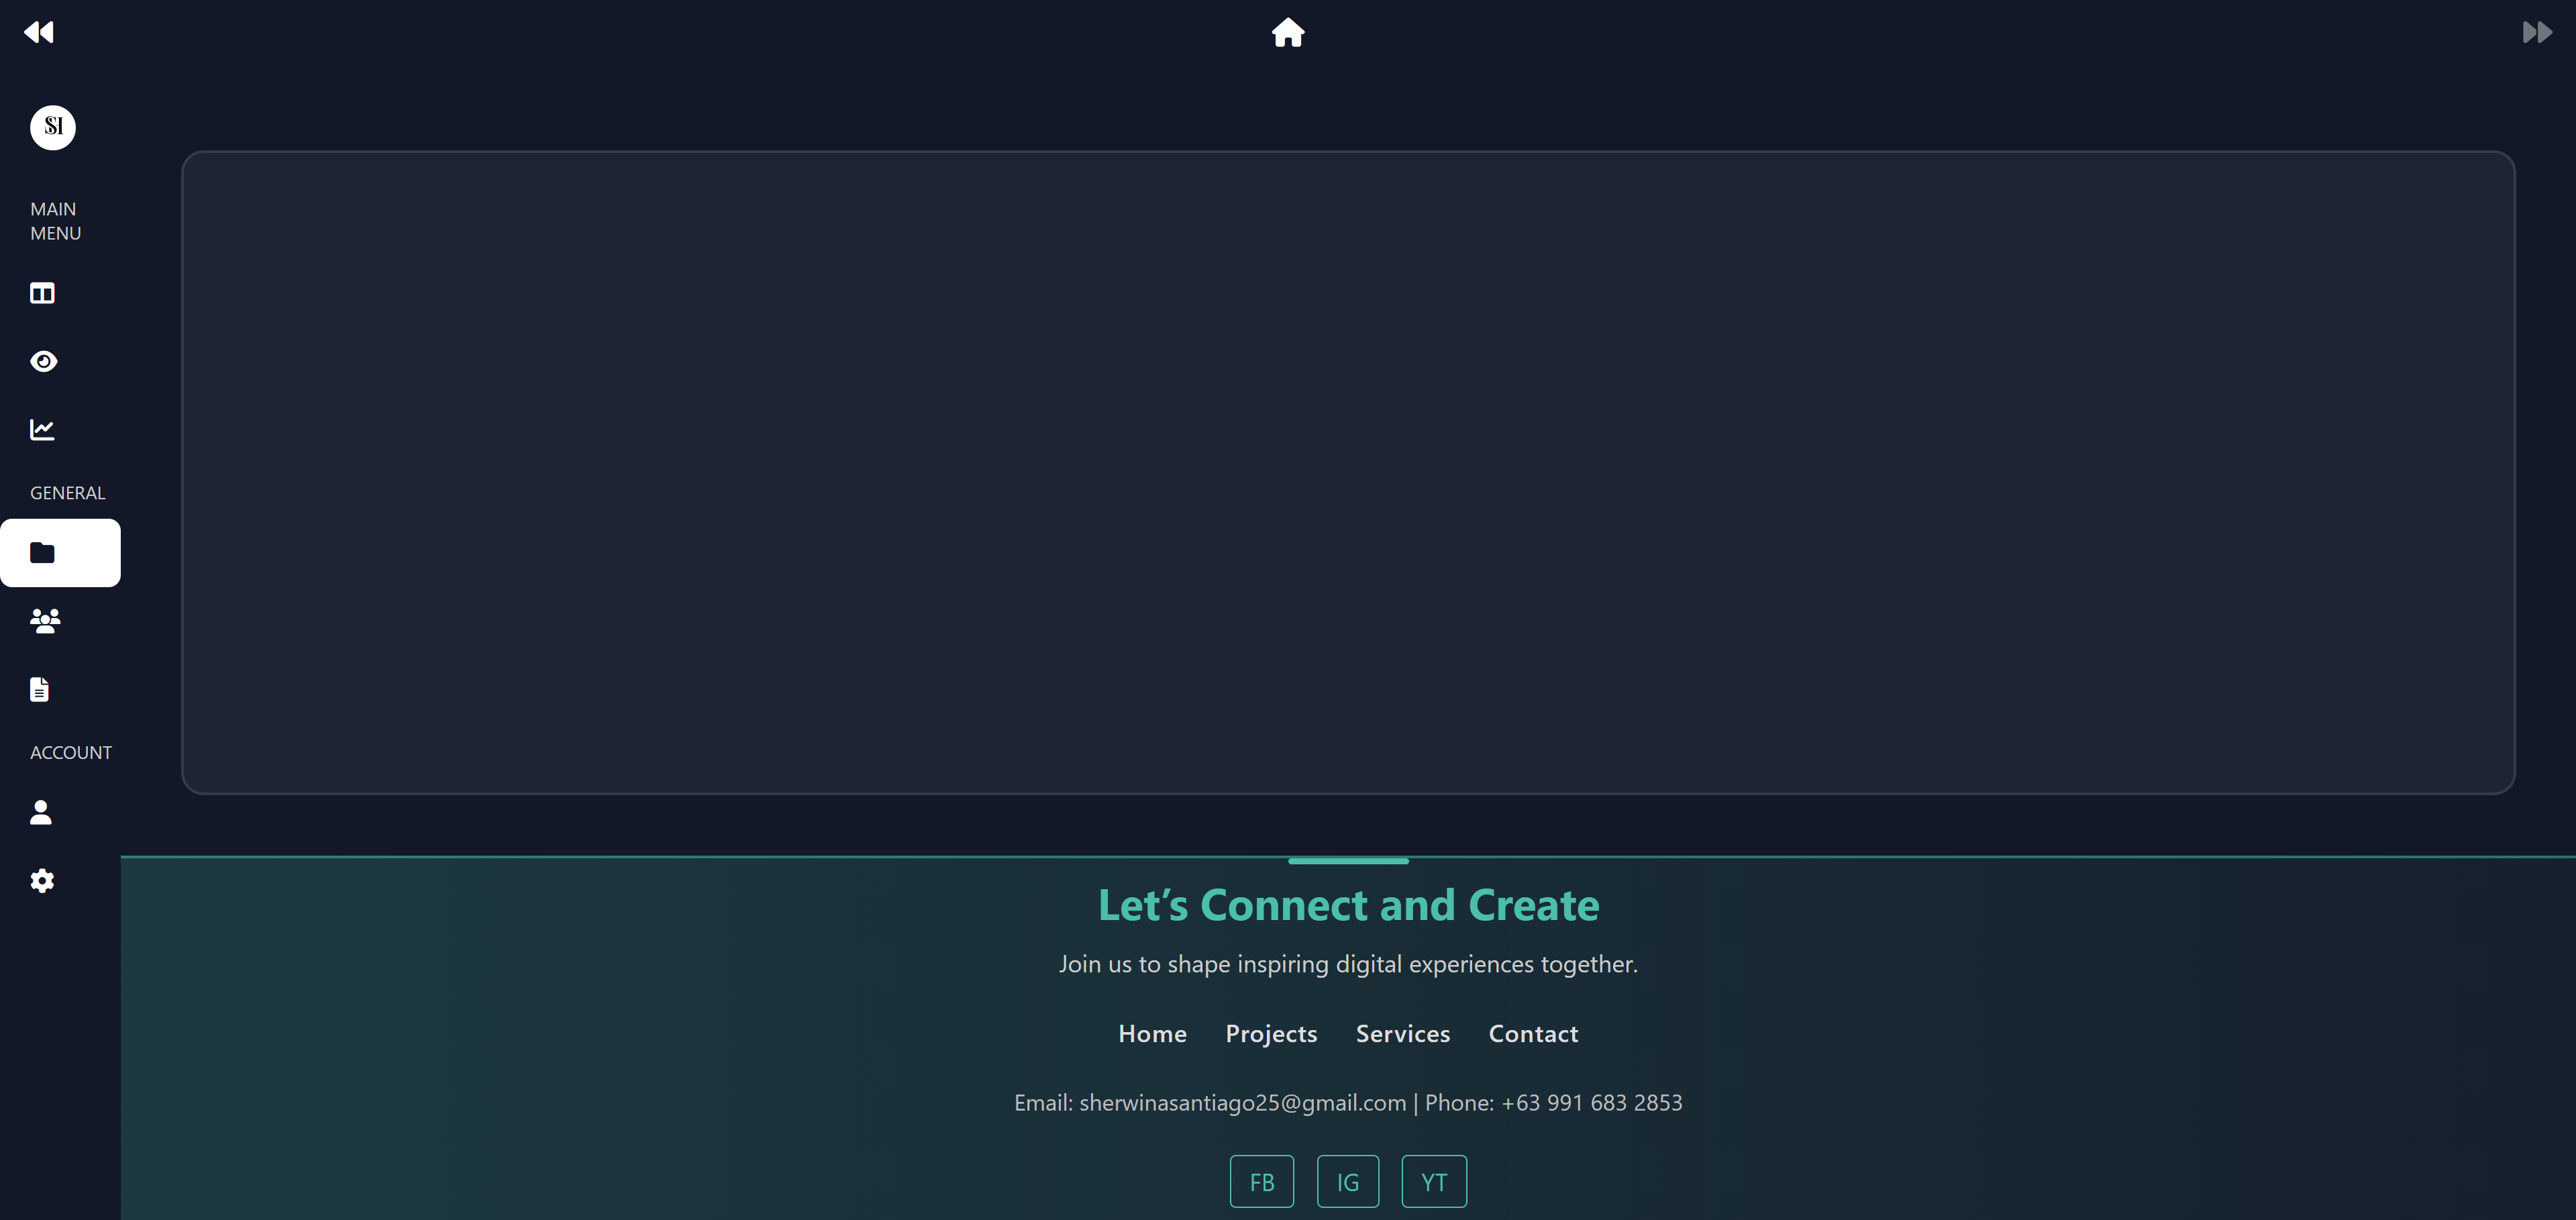 SI
MAIN
MENU
GENERAL
ACCOUNT
Let’s Connect and Create
Join us to shape inspiring digital experiences together.
Home Projects Services Contact
Email: sherwinasantiago25@gmail.com | Phone: +63 991 683 2853
FB IG YT